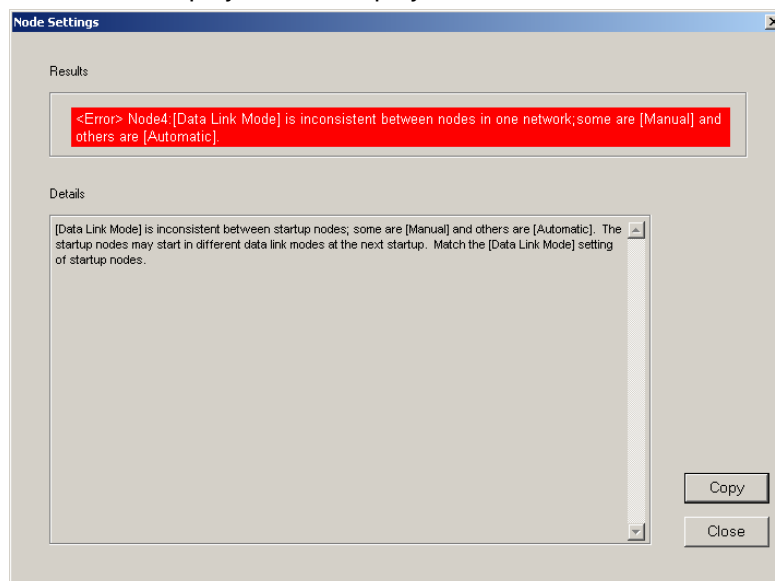 Node Settings
Results
<Error> Node4:[Data Link Mode] is inconsistent between nodes in one network;some are [Manual] and
others are [Automatic].
Details
[Data Link Mode] is inconsistent between startup nodes; some are [Manual] and others are [Automatic].  The
startup nodes may start in different data link modes at the next startup.  Match the [Data Link Mode] setting
of startup nodes.
Copy
Close